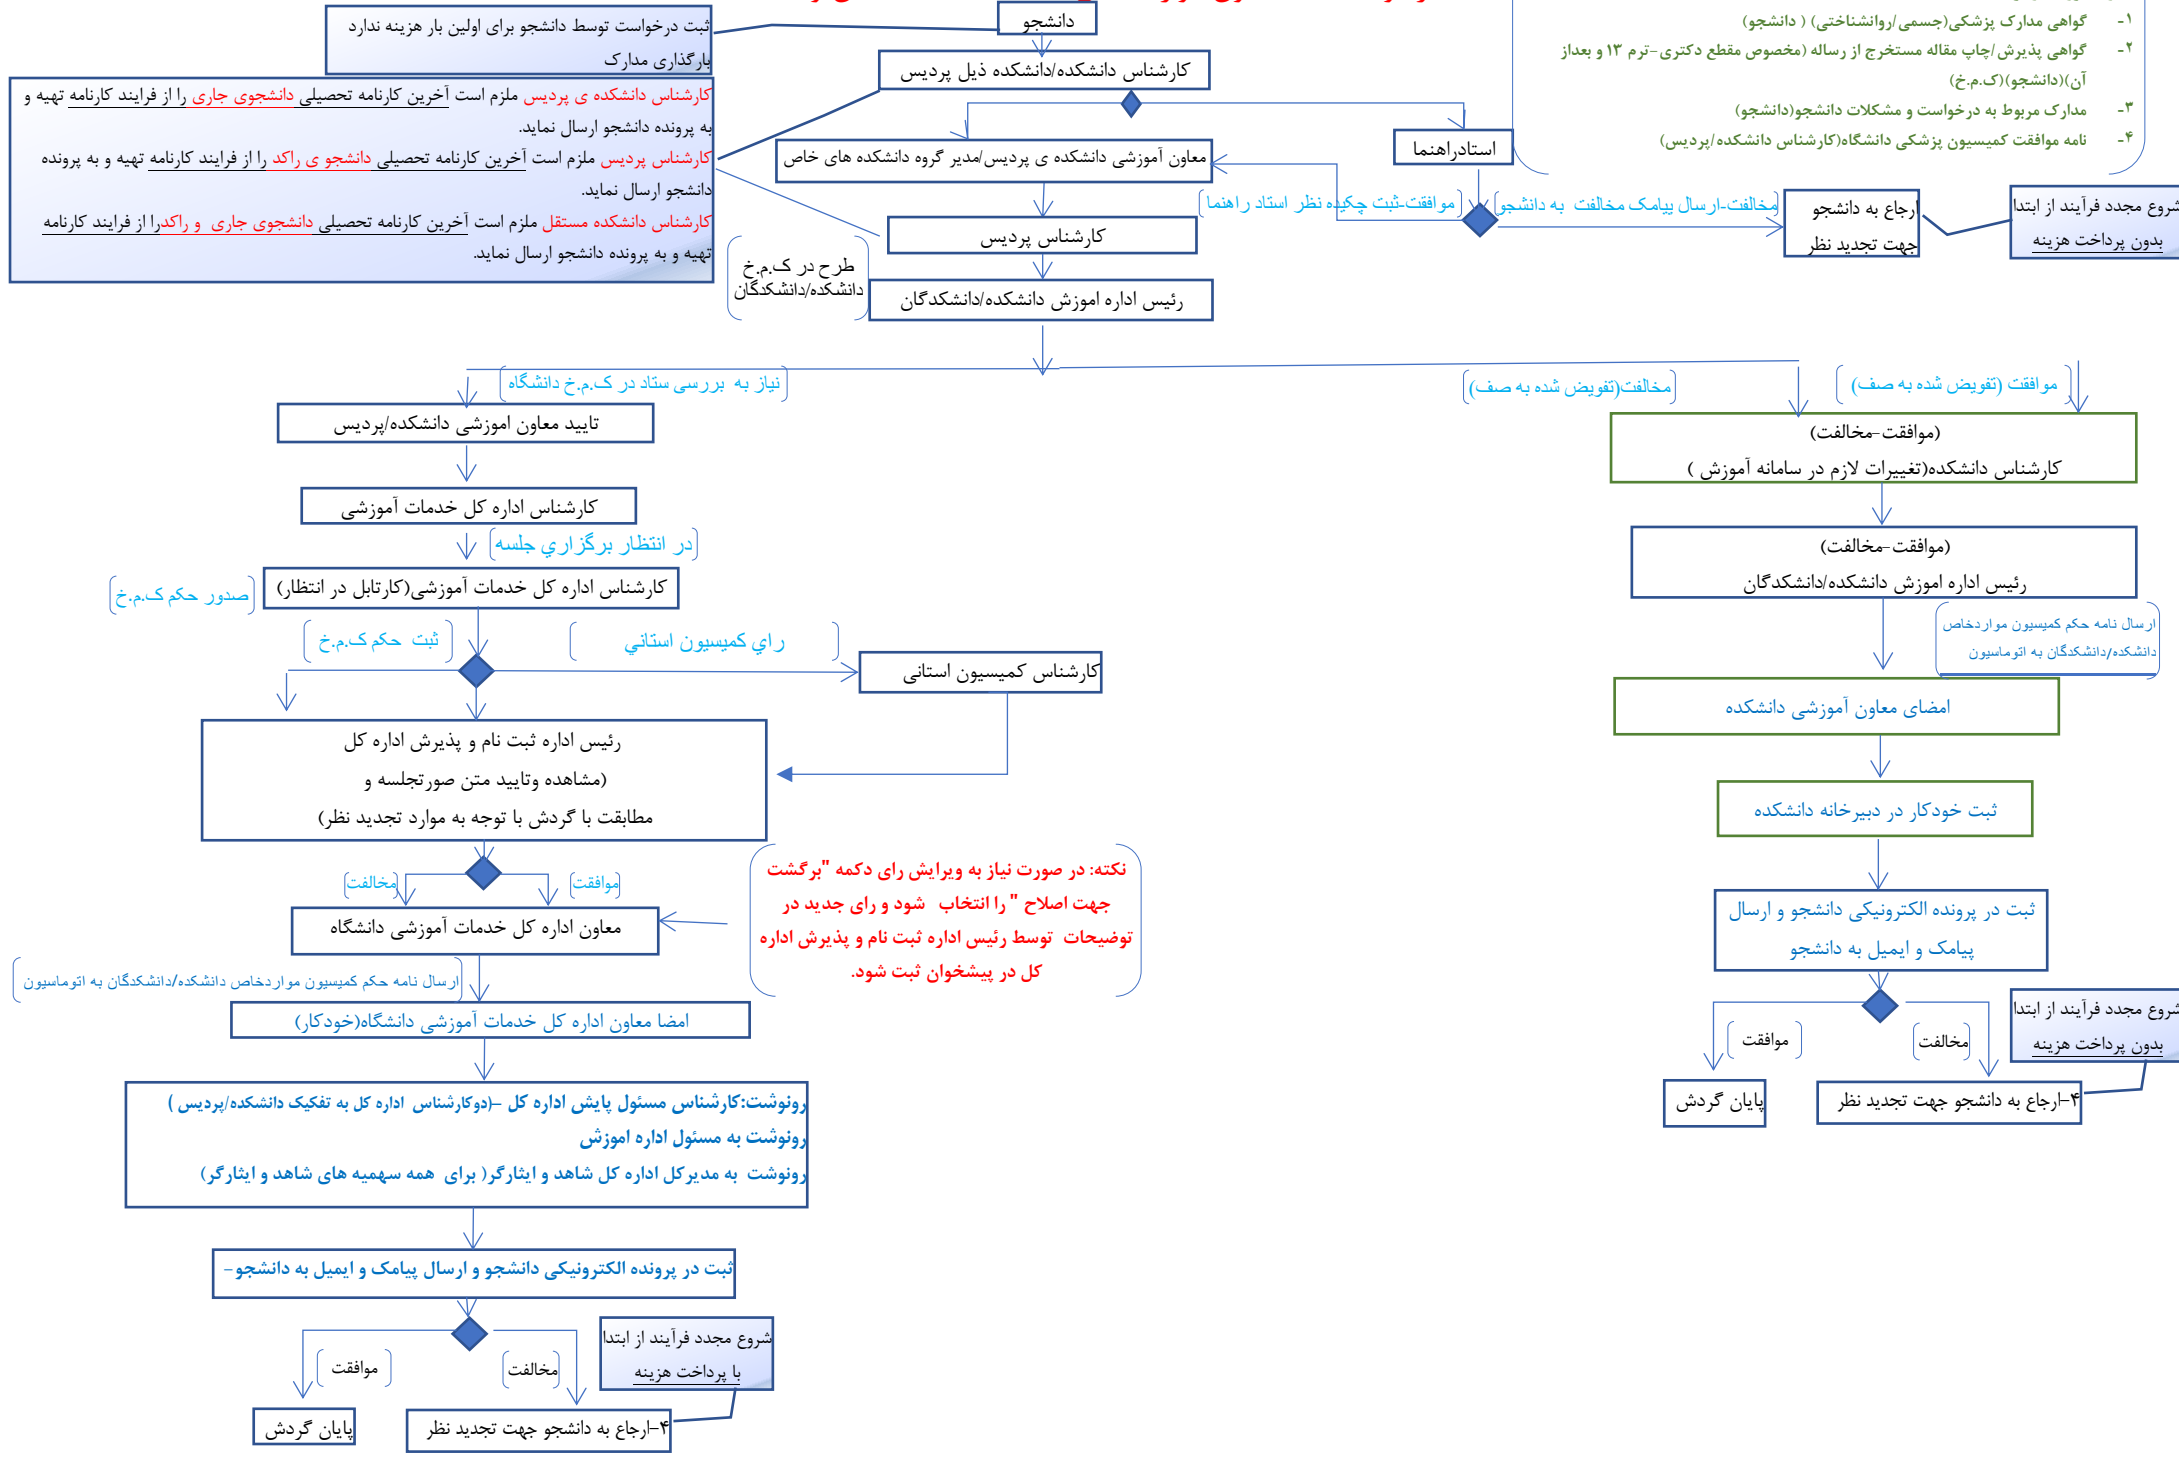 دانشجو
ثبت درخواست توسط دانشجو برای اولین بار هزینه ندارد
بارگذاری مدارک
۱- گواهی مدارک پزشکی(جسمی/روانشناختی) ( دانشجو)
۲- گواهی پذیرش/چاپ مقاله مستخرج از رساله (مخصوص مقطع دکتری-ترم ۱۳ و بعداز
آن)(دانشجو)(ک.م.خ)
۳- مدارک مربوط به درخواست و مشکلات دانشجو(دانشجو)
۴- نامه موافقت کمیسیون پزشکی دانشگاه(کارشناس دانشکده/پردیس)
کارشناس دانشکده/دانشکده ذیل پردیس
کارشناس دانشکده ی پردیس ملزم است آخرین کارنامه تحصیلی دانشجوی جاری را از فرایند کارنامه تهیه و
به پرونده دانشجو ارسال نماید.
کارشناس پردیس ملزم است آخرین کارنامه تحصیلی دانشجو ی راکد را از فرایند کارنامه تهیه و به پرونده
دانشجو ارسال نماید.
کارشناس دانشکده مستقل ملزم است آخرین کارنامه تحصیلی دانشجوی جاری و راکدرا از فرایند کارنامه
تهیه و به پرونده دانشجو ارسال نماید.
استادراهنما
معاون آموزشی دانشکده ی پردیس/مدیر گروه دانشکده های خاص
موافقت-ثبت چکیده نظر استاد راهنما
مخالفت-ارسال پیامک مخالفت به دانشجو
ارجاع به دانشجو
جهت تجدید نظر
شروع مجدد فرآیند از ابتدا
بدون پرداخت هزینه
کارشناس پردیس
طرح در ک.م.خ
دانشکده/دانشکدگان
رئیس اداره اموزش دانشکده/دانشکدگان
نیاز به بررسی ستاد در ک.م.خ دانشگاه
مخالفت(تفویض شده به صف)
موافقت (تفویض شده به صف)
تایید معاون اموزشی دانشکده/پردیس
(موافقت-مخالفت)
کارشناس دانشکده(تغییرات لازم در سامانه آموزش )
کارشناس اداره کل خدمات آموزشی
در انتظار برگزاري جلسه
(موافقت-مخالفت)
رئیس اداره اموزش دانشکده/دانشکدگان
کارشناس اداره کل خدمات آموزشی(کارتابل در انتظار)
صدور حکم ک.م.خ
ثبت حکم ک.م.خ
راي کمیسیون استاني
ارسال نامه حکم کمیسیون مواردخاص
دانشکده/دانشکدگان به اتوماسیون
کارشناس کمیسیون استانی
امضای معاون آموزشی دانشکده
رئیس اداره ثبت نام و پذیرش اداره کل
(مشاهده وتایید متن صورتجلسه و
مطابقت با گردش با توجه به موارد تجدید نظر)
ثبت خودکار در دبیرخانه دانشکده
نکته: در صورت نیاز به ویرایش رای دکمه "برگشت
جهت اصلاح " را انتخاب شود و رای جدید در
توضیحات توسط رئیس اداره ثبت نام و پذیرش اداره
کل در پیشخوان ثبت شود.
موافقت
مخالفت
معاون اداره کل خدمات آموزشی دانشگاه
ثبت در پرونده الکترونیکی دانشجو و ارسال
پیامک و ایمیل به دانشجو
ارسال نامه حکم کمیسیون مواردخاص دانشکده/دانشکدگان به اتوماسیون
امضا معاون اداره کل خدمات آموزشی دانشگاه(خودکار)
شروع مجدد فرآیند از ابتدا
بدون پرداخت هزینه
مخالفت
موافقت
۴-ارجاع به دانشجو جهت تجدید نظر
پایان گردش
رونوشت:کارشناس مسئول پایش اداره کل –(دوکارشناس اداره کل به تفکیک دانشکده/پردیس )
رونوشت به مسئول اداره اموزش
رونوشت به مدیرکل اداره کل شاهد و ایثارگر( برای همه سهمیه های شاهد و ایثارگر)
ثبت در پرونده الکترونیکی دانشجو و ارسال پیامک و ایمیل به دانشجو-
شروع مجدد فرآیند از ابتدا
با پرداخت هزینه
مخالفت
موافقت
۴-ارجاع به دانشجو جهت تجدید نظر
پایان گردش